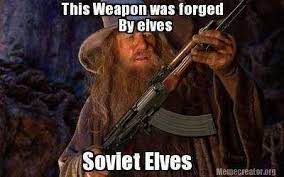 This Weapon was forged
By elves
Soviet Elves
Memecreator.org